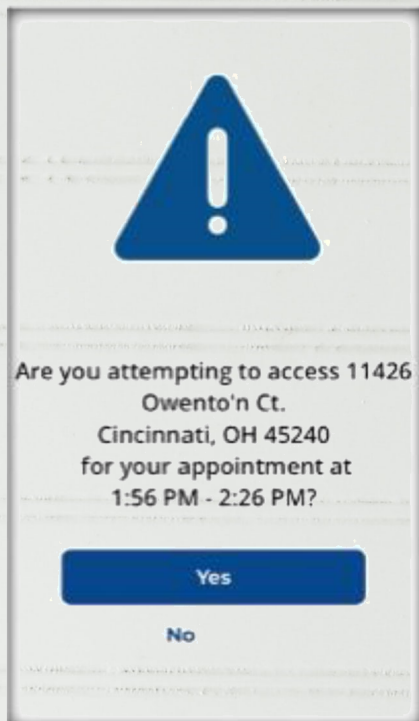 Are you attempting to access 11426
Owento'n Ct.
Cincinnati, OH 45240
for your appointment at
1:56 PM - 2:26 PM?
Yes
No